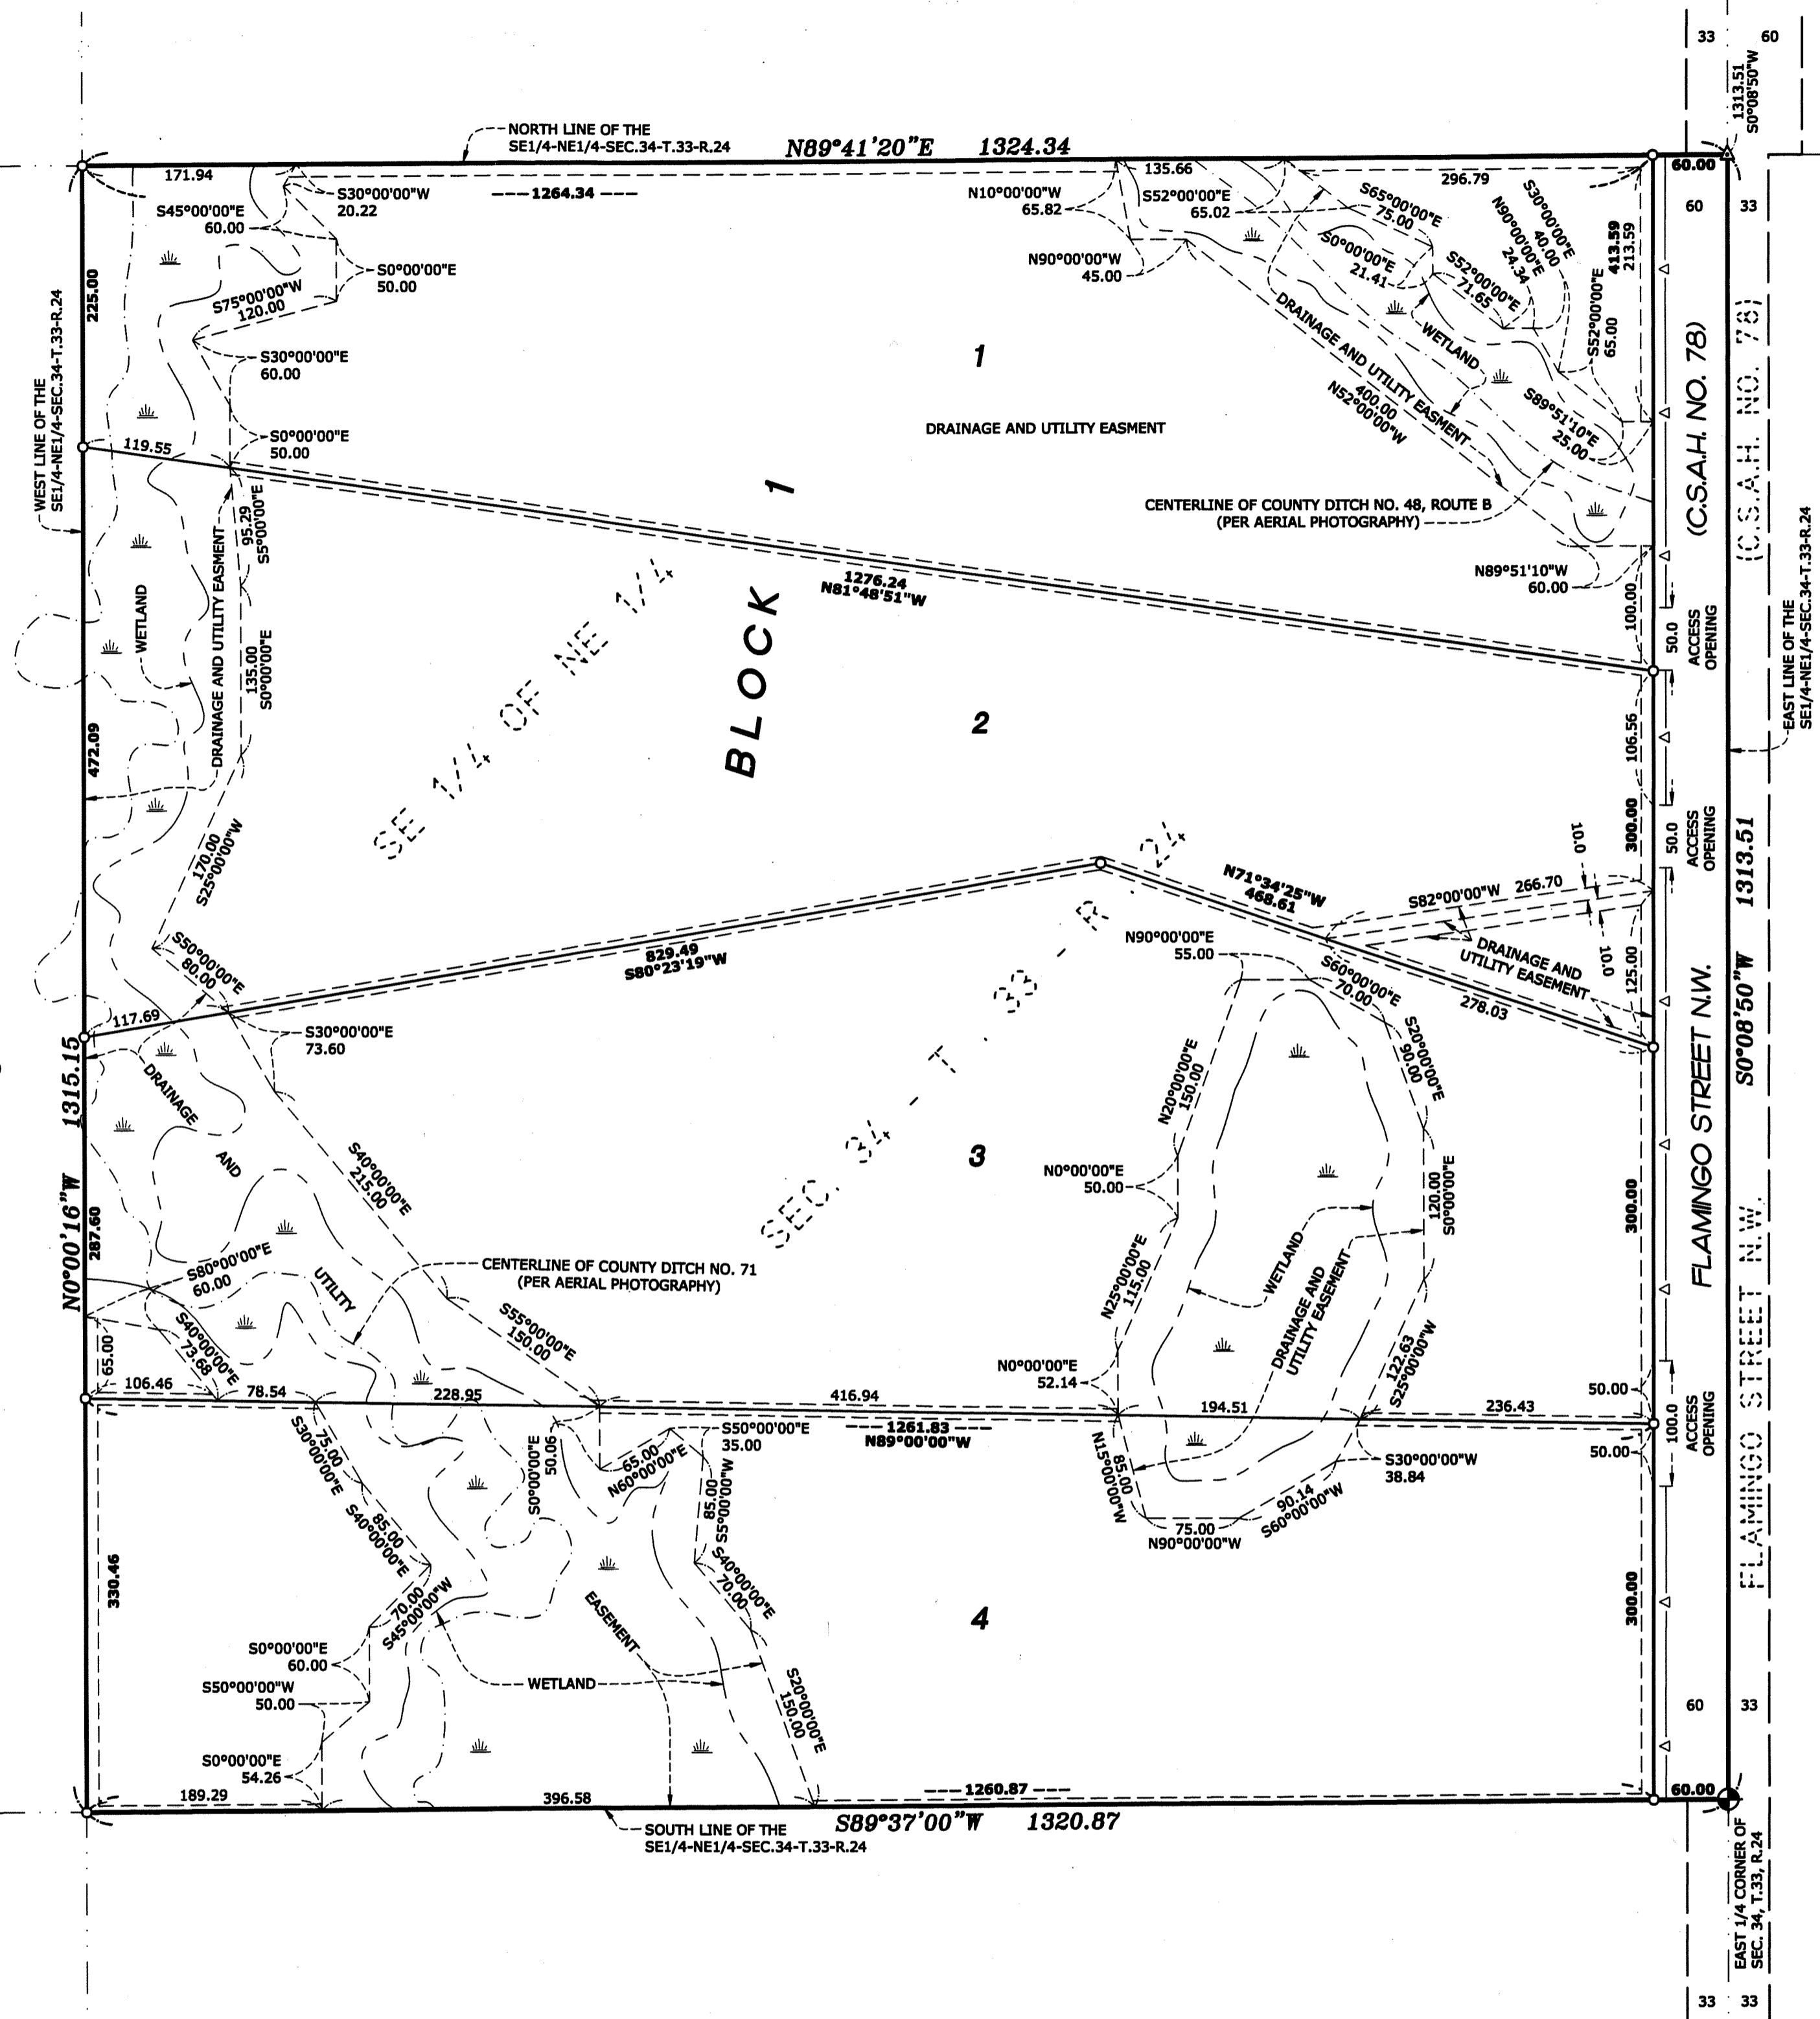 33
60
1313.51
S0°08'50"W
NORTH LINE OF THE
SE1/4-NE1/4-SEC.34-T.33-R.24
N89°41'20"E 1324.34
60.00
171.94
S30°00'00"W
20.22
1264.34
S45°00'00"E
60.00
N10°00'00"W
65.82
135.66
S52°00'00"E
65.02
S65°00'00"E
75.00
296.79
S30°00'00"E
40.00
N90°00'00"E
24.34
60
33
413.59
213.59
S0°00'00"E
50.00
N90°00'00"W
45.00
S0°00'00"E
21.41
S52°00'00"E
71.65
S52°00'00"E
65.00
225.00
S75°00'00"W
120.00
WEST LINE OF THE
SE1/4-NE1/4-SEC.34-T.33-R.24
S30°00'00"E
60.00
1
DRAINAGE AND UTILITY EASMENT
WETLAND
400.00
N52°00'00"W
S89°51'10"E
25.00
(C.S.A.H. NO. 78)
(C.S.A.H. NO. 78)
DRAINAGE AND UTILITY EASMENT
119.55
S0°00'00"E
50.00
1
CENTERLINE OF COUNTY DITCH NO. 48, ROUTE B
(PER AERIAL PHOTOGRAPHY)
95.29
S5°00'00"E
EAST LINE OF THE
SE1/4-NE1/4-SEC.34-T.33-R.24
1276.24
N81°48'51"W
N89°51'10"W
60.00
100.00
50.0
ACCESS
OPENING
WETLAND
DRAINAGE AND UTILITY EASMENT
135.00
S0°00'00"E
SE 1/4 OF NE 1/4
BLOCK
2
472.09
106.56
300.00
50.0
ACCESS
OPENING
170.00
S25°00'00"W
N71°34'25"W
468.61
10.0
S82°00'00"W 266.70
S0°08'50"W 1313.51
829.49
S80°23'19"W
N90°00'00"E
55.00
DRAINAGE AND
UTILITY EASEMENT
10.0
125.00
S50°00'00"E
80.00
S60°00'00"E
70.00
278.03
117.69
S30°00'00"E
73.60
SEC. 34 - T. 33 - R. 24
S20°00'00"E
90.00
N0°00'16"W 1315.15
DRAINAGE
AND
UTILITY
N20°00'00"E
150.00
S40°00'00"E
215.00
3
N0°00'00"E
50.00
120.00
S0°00'00"E
300.00
FLAMINGO STREET N.W.
FLAMINGO STREET N.W.
287.60
S80°00'00"E
60.00
CENTERLINE OF COUNTY DITCH NO. 71
(PER AERIAL PHOTOGRAPHY)
N25°00'00"E
115.00
WETLAND
DRAINAGE AND
UTILITY EASEMENT
65.00
S40°00'00"E
73.68
S55°00'00"E
150.00
N0°00'00"E
52.14
122.63
S25°00'00"W
50.00
106.46
78.54
228.95
416.94
194.51
236.43
1261.83
N89°00'00"W
100.0
ACCESS
OPENING
50.00
S30°00'00"E
75.00
S0°00'00"E
50.06
65.00
N60°00'00"E
S50°00'00"E
35.00
N15°00'00"W
85.00
S30°00'00"W
38.84
S40°00'00"E
85.00
85.00
S5°00'00"W
75.00
N90°00'00"W
90.14
S60°00'00"W
330.46
70.00
S45°00'00"W
S40°00'00"E
70.00
EASEMENT
4
300.00
S0°00'00"E
60.00
S50°00'00"W
50.00
WETLAND
S20°00'00"E
150.00
60
33
S0°00'00"E
54.26
189.29
396.58
1260.87
60.00
S89°37'00"W 1320.87
SOUTH LINE OF THE
SE1/4-NE1/4-SEC.34-T.33-R.24
EAST 1/4 CORNER OF
SEC. 34, T.33, R.24
33
33